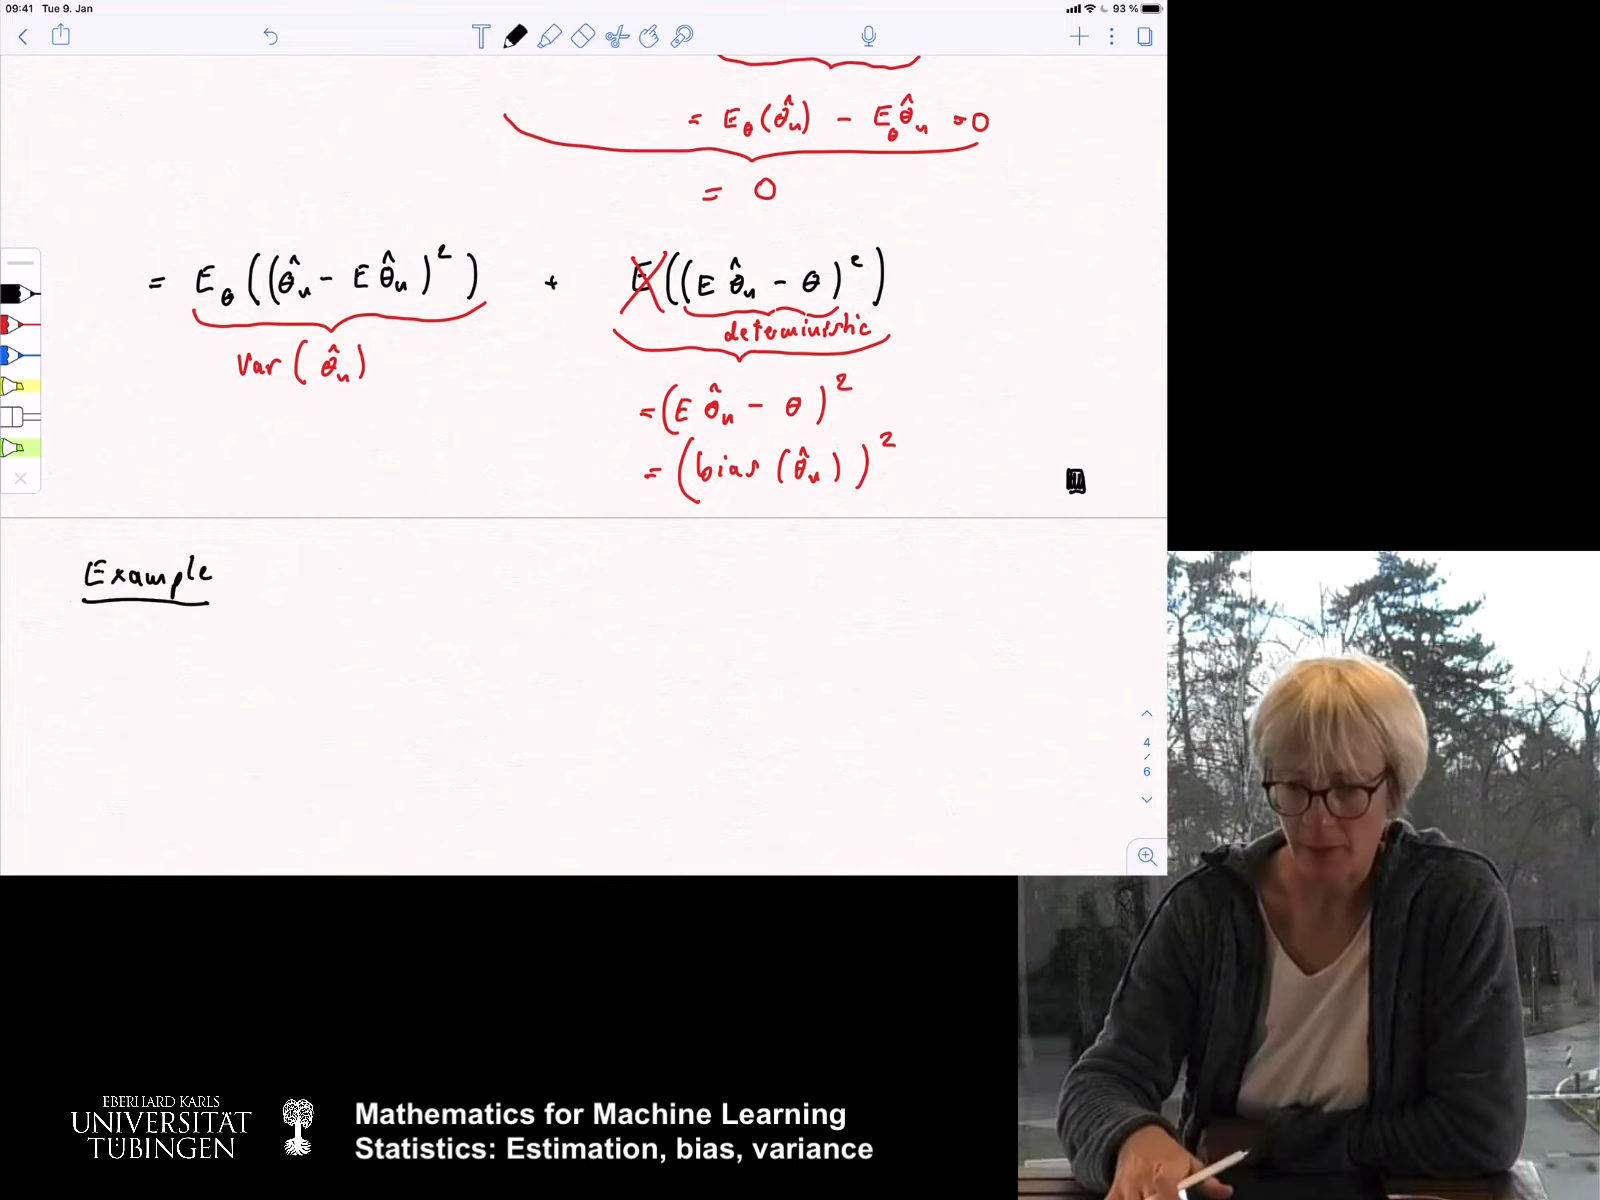 09:41 Tue 9. Jan 93 %
= E_θ(θ̂_n) − E_θ θ̂_n = 0
= 0
= E_θ((θ̂_n − E θ̂_n)²) + E((E θ̂_n − θ)²)
deterministic
Var(θ̂_n)
= (E θ̂_n − θ)²
= (bias(θ̂_n))²
Example
4
/
6
EBERHARD KARLS
UNIVERSITÄT
TÜBINGEN
Mathematics for Machine Learning
Statistics: Estimation, bias, variance